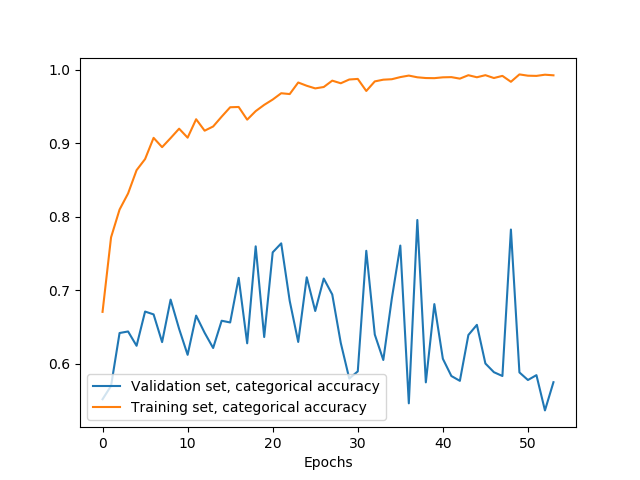 1.0
0.9
0.8
0.7
0.6
Validation set, categorical accuracy
Training set, categorical accuracy
0 10 20 30 40 50
Epochs